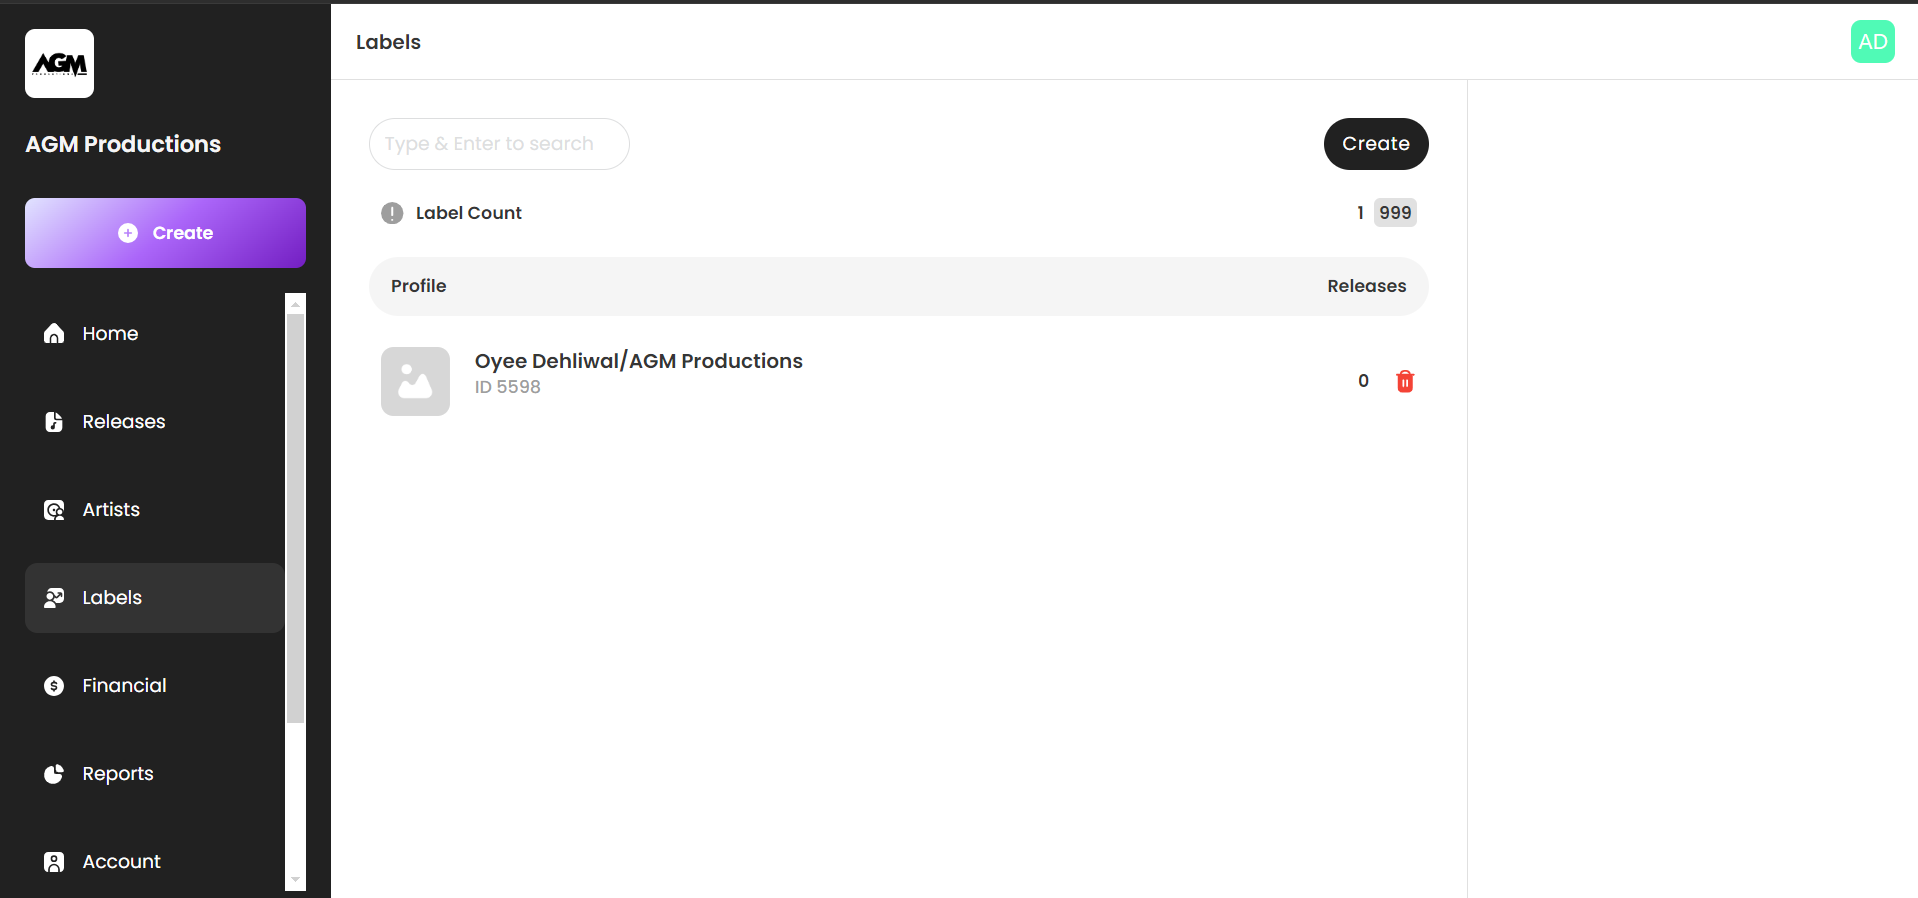 AGM
AGM Productions
Create
Home
Releases
Artists
Labels
Financial
Reports
Account
Labels
AD
Type & Enter to search
Create
Label Count
1 999
Profile Releases
Oyee Dehliwal/AGM Productions
ID 5598
0